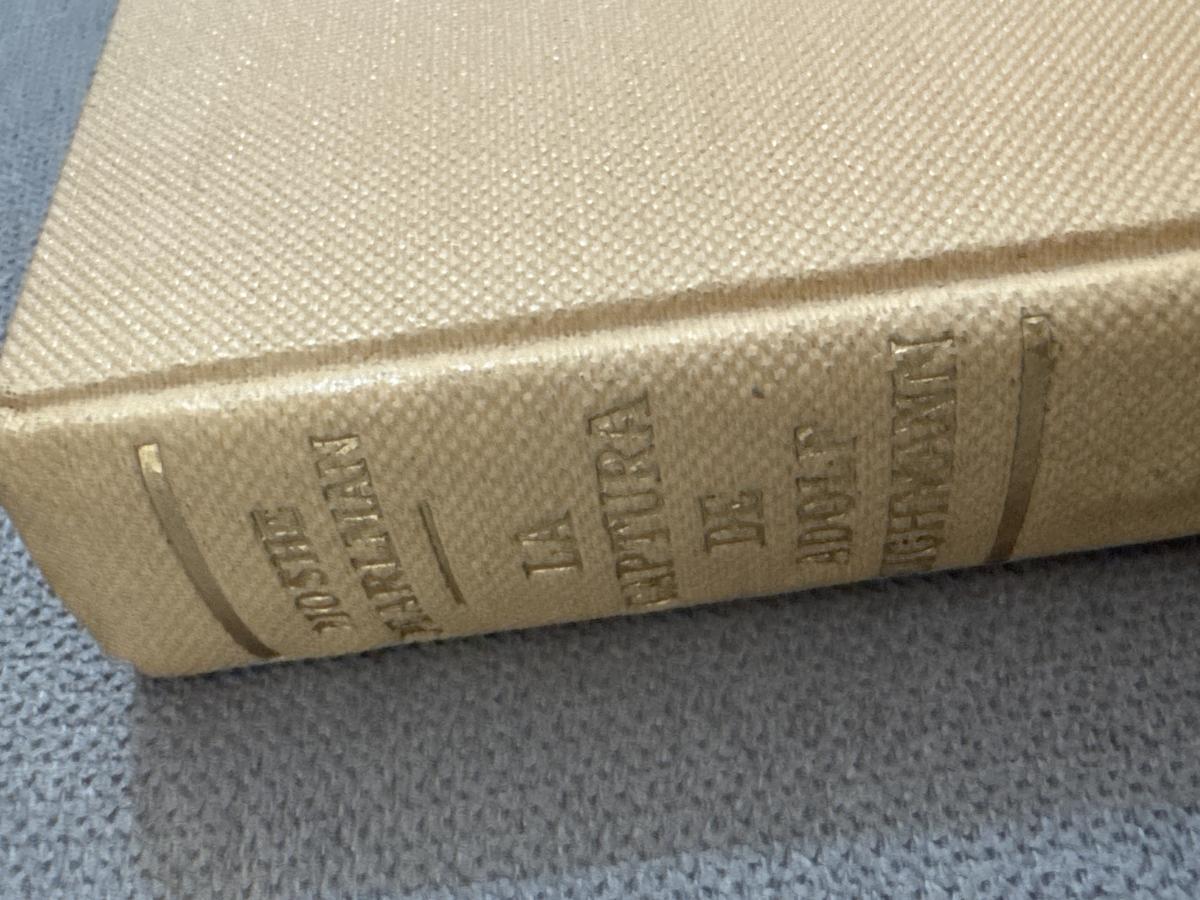 MOSHE
PEARLMAN
LA
CAPTURA
DE
ADOLF
EICHMANN